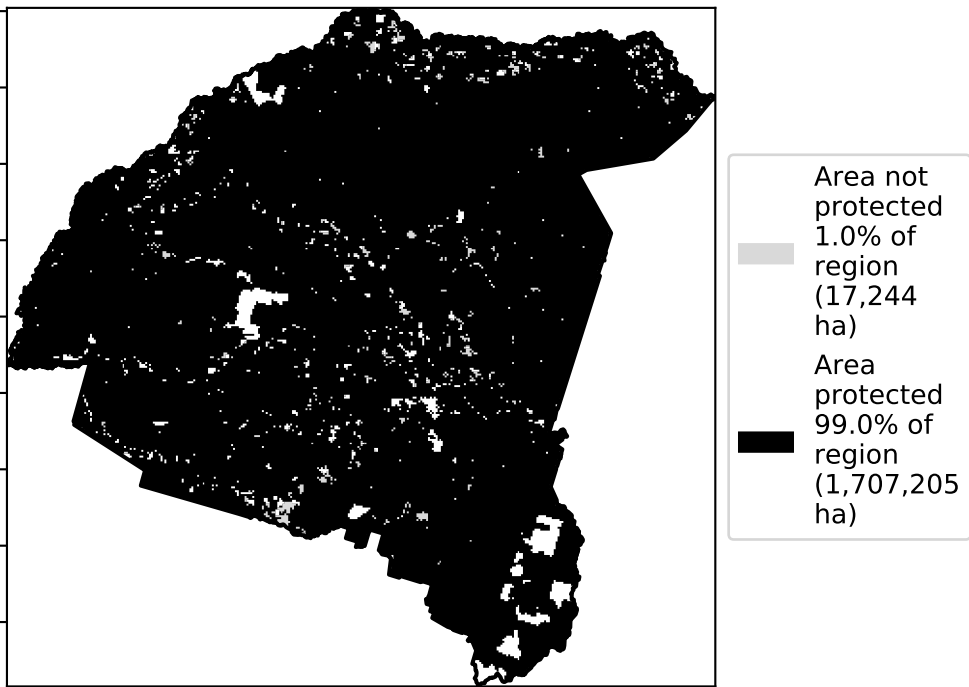 Area not
protected
1.0% of
region
(17,244
ha)
Area
protected
99.0% of
region
(1,707,205
ha)